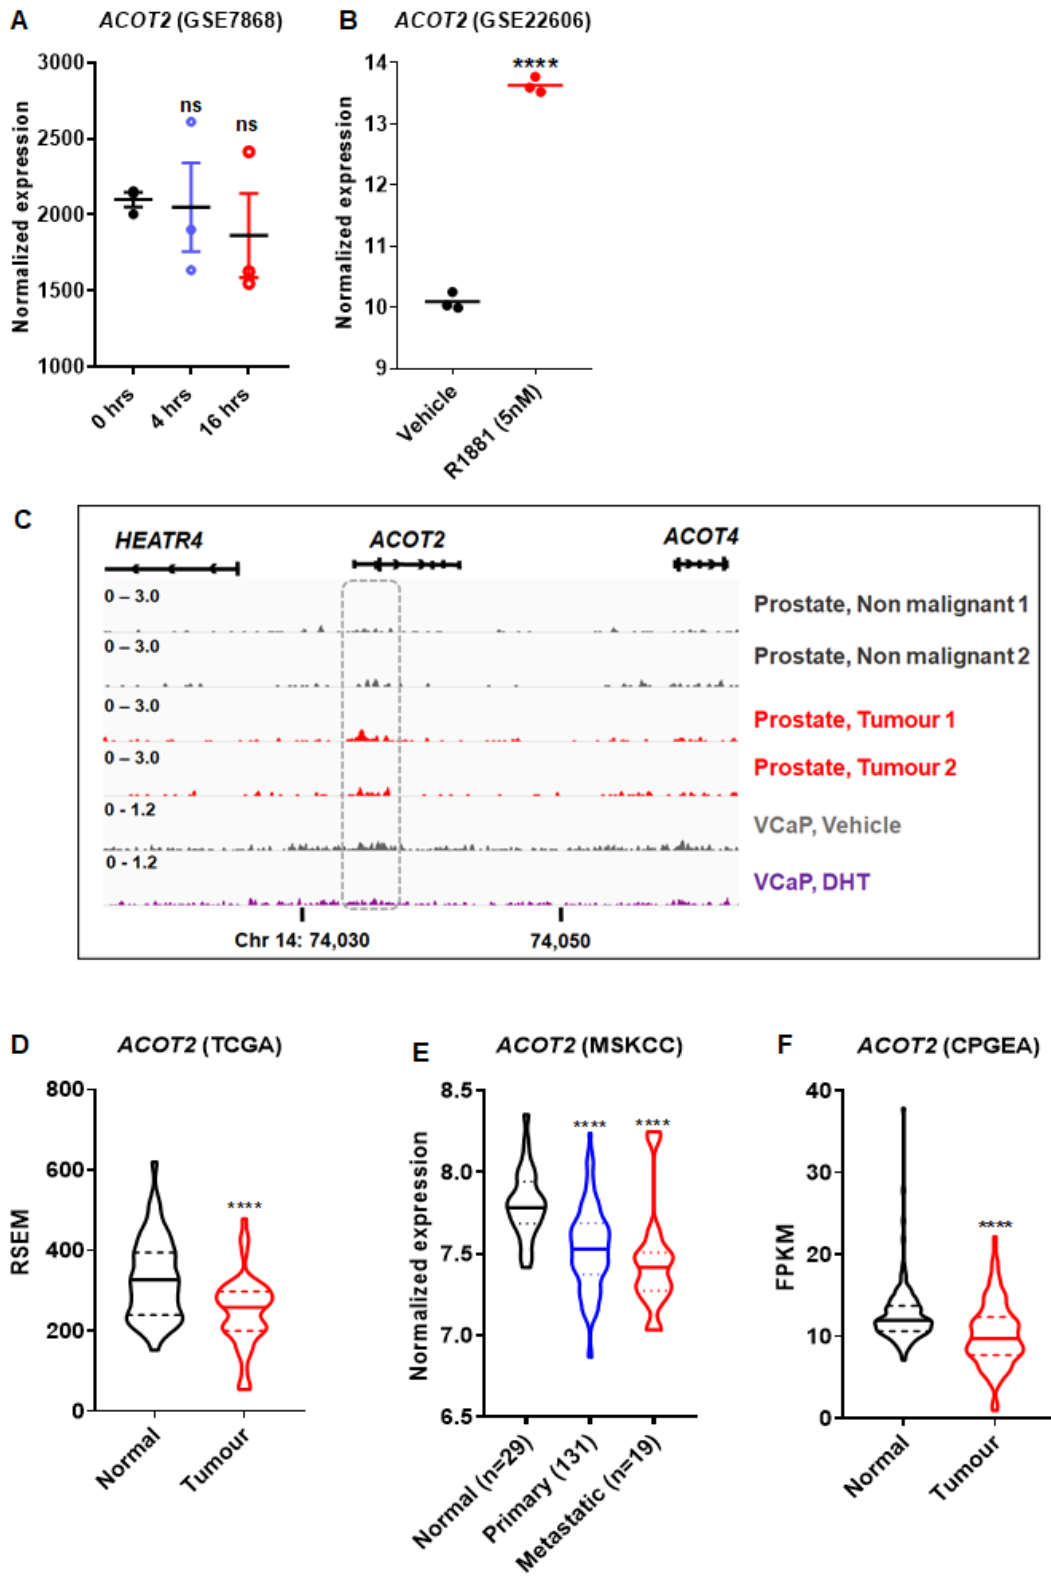 A
ACOT2 (GSE7868)
Normalized expression
3000
2500
2000
1500
1000
ns
ns
0 hrs
4 hrs
16 hrs
B
ACOT2 (GSE22606)
Normalized expression
14
13
12
11
10
9
****
Vehicle
R1881 (5nM)
C
HEATR4
ACOT2
ACOT4
0 – 3.0
Prostate, Non malignant 1
0 – 3.0
Prostate, Non malignant 2
0 – 3.0
Prostate, Tumour 1
0 – 3.0
Prostate, Tumour 2
0 - 1.2
VCaP, Vehicle
0 - 1.2
VCaP, DHT
Chr 14: 74,030
74,050
D
ACOT2 (TCGA)
RSEM
800
600
400
200
0
****
Normal
Tumour
E
ACOT2 (MSKCC)
Normalized expression
8.5
8.0
7.5
7.0
6.5
****
****
Normal (n=29)
Primary (131)
Metastatic (n=19)
F
ACOT2 (CPGEA)
FPKM
40
30
20
10
0
****
Normal
Tumour